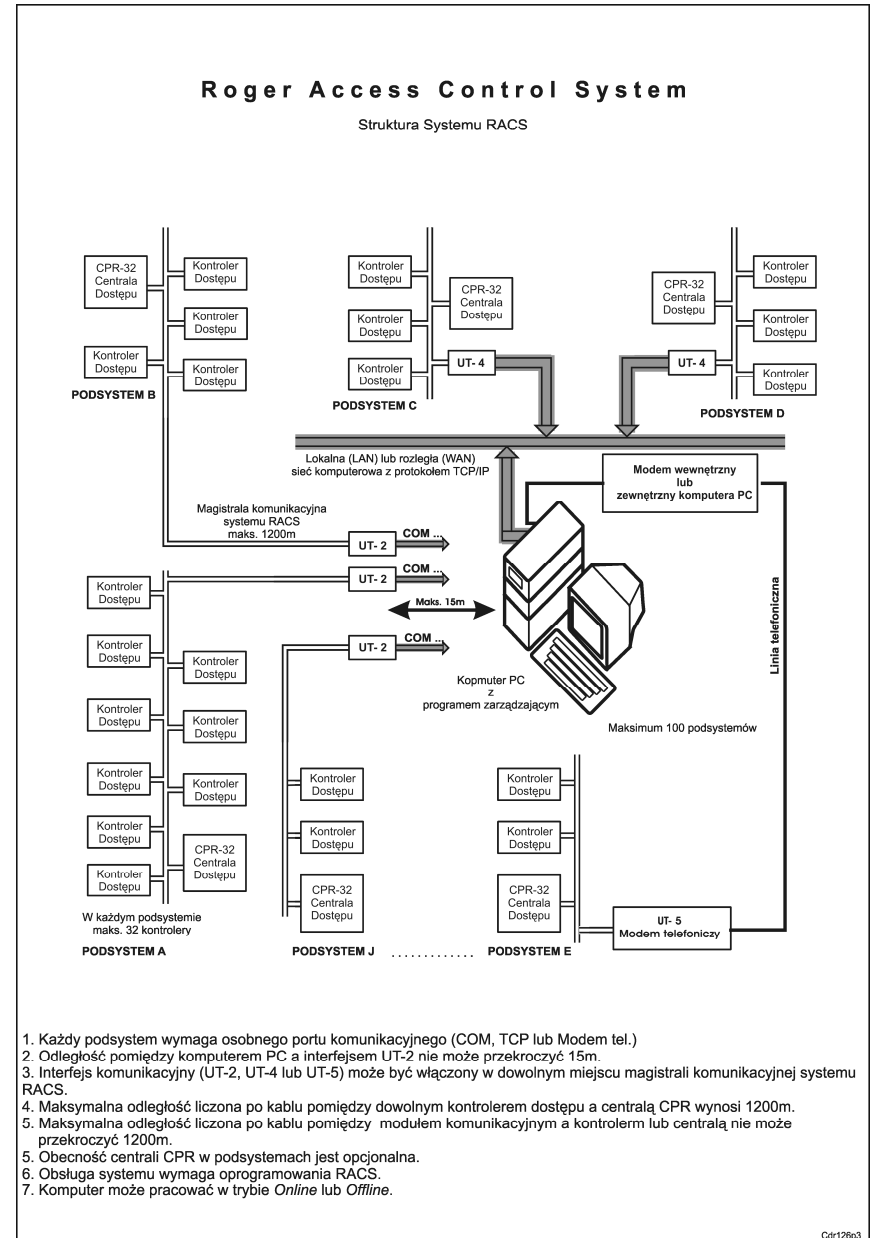 Roger Access Control System
Struktura Systemu RACS
CPR-32
Centrala
Dostępu
Kontroler
Dostępu
Kontroler
Dostępu
Kontroler
Dostępu
Kontroler
Dostępu
PODSYSTEM B
Kontroler
Dostępu
CPR-32
Centrala
Dostępu
Kontroler
Dostępu
Kontroler
Dostępu
UT- 4
PODSYSTEM C
Kontroler
Dostępu
CPR-32
Centrala
Dostępu
Kontroler
Dostępu
UT- 4
Kontroler
Dostępu
PODSYSTEM D
Lokalna (LAN) lub rozległa (WAN)
sieć komputerowa z protokołem TCP/IP
Modem wewnętrzny
lub
zewnętrzny komputera PC
Magistrala komunikacyjna
systemu RACS
maks. 1200m
UT- 2
COM ...
UT- 2
COM ...
Maks. 15m
UT- 2
COM ...
Linia telefoniczna
Kopmuter PC
z
programem zarządzającym
Maksimum 100 podsystemów
Kontroler
Dostępu
Kontroler
Dostępu
Kontroler
Dostępu
Kontroler
Dostępu
Kontroler
Dostępu
Kontroler
Dostępu
Kontroler
Dostępu
Kontroler
Dostępu
CPR-32
Centrala
Dostępu
Kontroler
Dostępu
W każdym podsystemie
maks. 32 kontrolery
PODSYSTEM A
Kontroler
Dostępu
Kontroler
Dostępu
CPR-32
Centrala
Dostępu
PODSYSTEM J
. . . . . . . . . . . . .
Kontroler
Dostępu
Kontroler
Dostępu
CPR-32
Centrala
Dostępu
PODSYSTEM E
UT- 5
Modem telefoniczy
1. Każdy podsystem wymaga osobnego portu komunikacyjnego (COM, TCP lub Modem tel.)
2. Odległość pomiędzy komputerem PC a interfejsem UT-2 nie może przekroczyć 15m.
3. Interfejs komunikacyjny (UT-2, UT-4 lub UT-5) może być włączony w dowolnym miejscu magistrali komunikacyjnej systemu
RACS.
4. Maksymalna odległość liczona po kablu pomiędzy dowolnym kontrolerem dostępu a centralą CPR wynosi 1200m.
5. Maksymalna odległość liczona po kablu pomiędzy modułem komunikacyjnym a kontrolerm lub centralą nie może
przekroczyć 1200m.
5. Obecność centrali CPR w podsystemach jest opcjonalna.
6. Obsługa systemu wymaga oprogramowania RACS.
7. Komputer może pracować w trybie Online lub Offline.
Cdr126p3